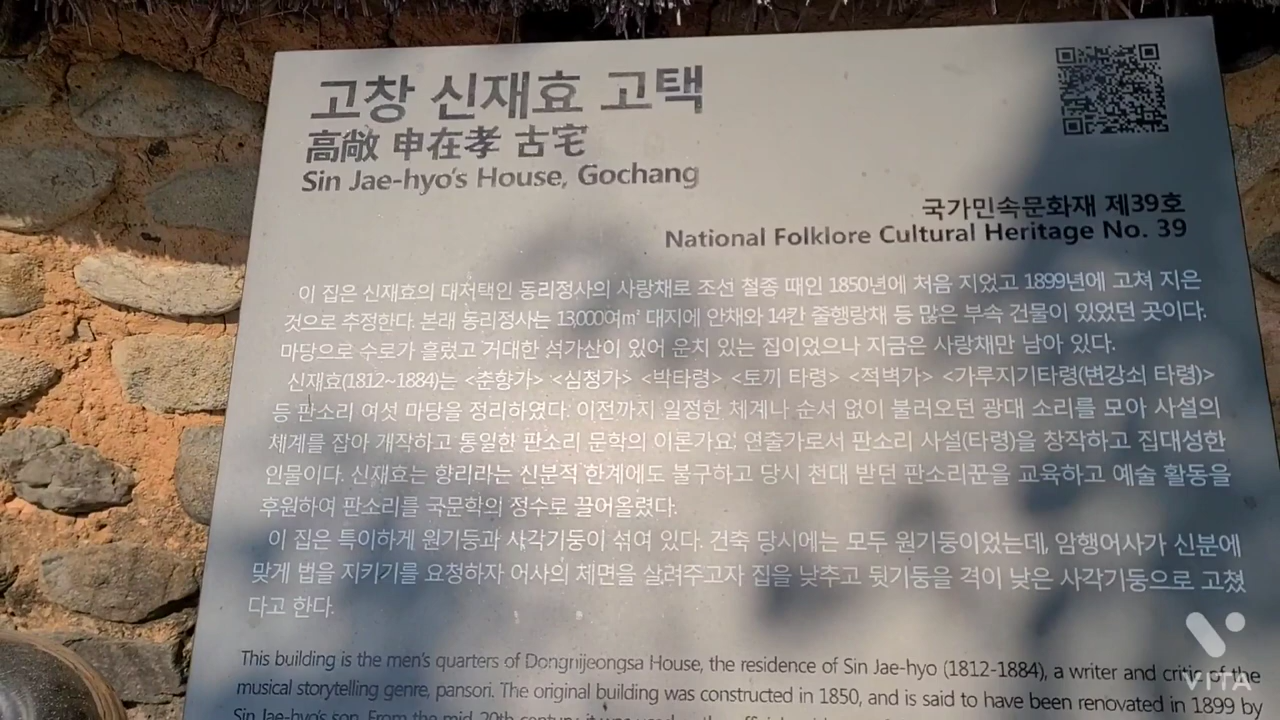 고창 신재효 고택
高敞 申在孝 古宅
Sin Jae-hyo's House, Gochang
국가민속문화재 제39호
National Folklore Cultural Heritage No. 39
이 집은 신재효의 대저택인 동리정사의 사랑채로 조선 철종 때인 1850년에 처음 지었고 1899년에 고쳐 지은
것으로 추정한다. 본래 동리정사는 13,000여㎡ 대지에 안채와 14칸 줄행랑채 등 많은 부속 건물이 있었던 곳이다.
마당으로 수로가 흘렀고 거대한 석가산이 있어 운치 있는 집이었으나 지금은 사랑채만 남아 있다.
신재효(1812~1884)는 <춘향가> <심청가> <박타령> <토끼 타령> <적벽가> <가루지기타령(변강쇠 타령)>
등 판소리 여섯 마당을 정리하였다. 이전까지 일정한 체계나 순서 없이 불러오던 광대 소리를 모아 사설의
체계를 잡아 개작하고 통일한 판소리 문학의 이론가요, 연출가로서 판소리 사설(타령)을 창작하고 집대성한
인물이다. 신재효는 향리라는 신분적 한계에도 불구하고 당시 천대 받던 판소리꾼을 교육하고 예술 활동을
후원하여 판소리를 국문학의 정수로 끌어올렸다.
이 집은 특이하게 원기둥과 사각기둥이 섞여 있다. 건축 당시에는 모두 원기둥이었는데, 암행어사가 신분에
맞게 법을 지키기를 요청하자 어사의 체면을 살려주고자 집을 낮추고 뒷기둥을 격이 낮은 사각기둥으로 고쳤
다고 한다.
This building is the men's quarters of Dongnijeongsa House, the residence of Sin Jae-hyo (1812-1884), a writer and critic of the
musical storytelling genre, pansori. The original building was constructed in 1850, and is said to have been renovated in 1899 by
Sin Jae-hyo's son. From the mid-20th century, it was used
VITA